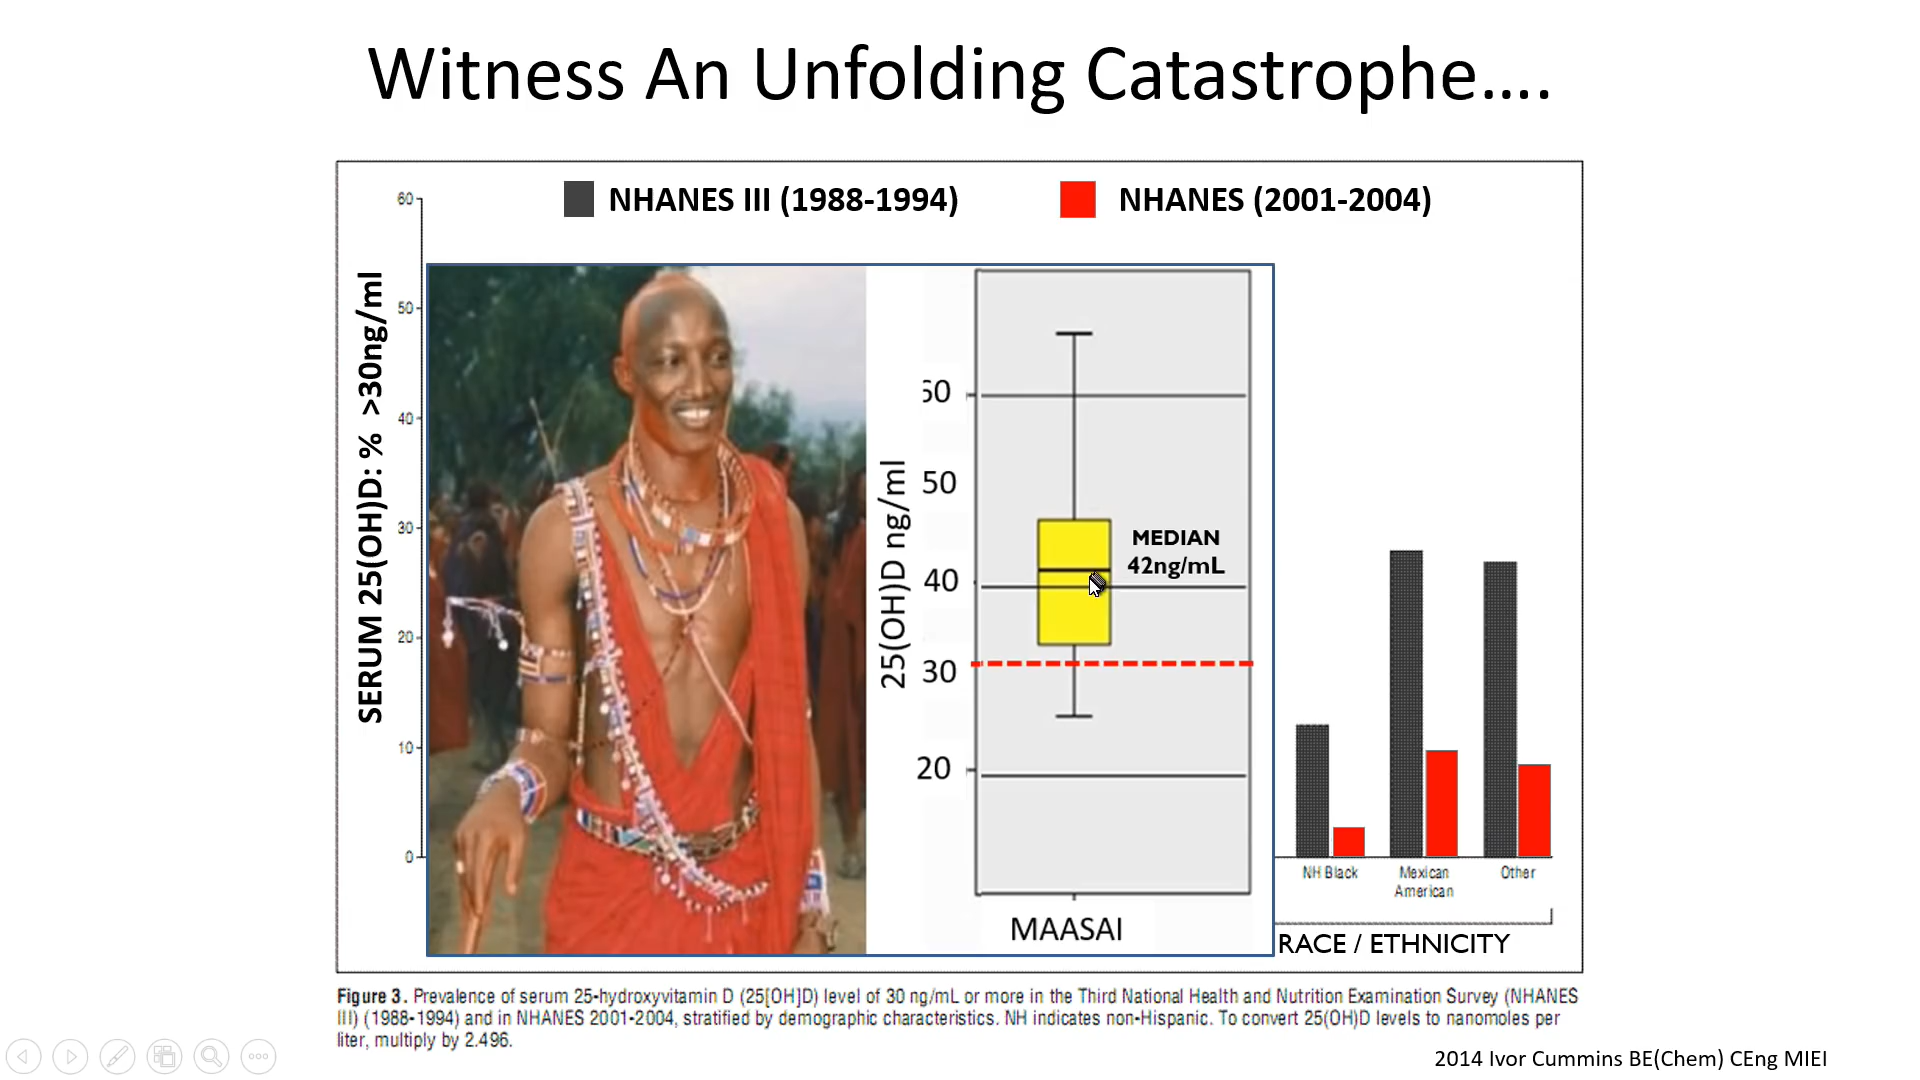 Witness An Unfolding Catastrophe....
NHANES III (1988-1994)
NHANES (2001-2004)
SERUM 25(OH)D: % >30ng/ml
60
50
40
30
20
10
0
25(OH)D ng/ml
60
50
40
30
20
MEDIAN
42ng/mL
MAASAI
NH Black
Mexican
American
Other
RACE / ETHNICITY
Figure 3. Prevalence of serum 25-hydroxyvitamin D (25[OH]D) level of 30 ng/mL or more in the Third National Health and Nutrition Examination Survey (NHANES
III) (1988-1994) and in NHANES 2001-2004, stratified by demographic characteristics. NH indicates non-Hispanic. To convert 25(OH)D levels to nanomoles per
liter, multiply by 2.496.
2014 Ivor Cummins BE(Chem) CEng MIEI